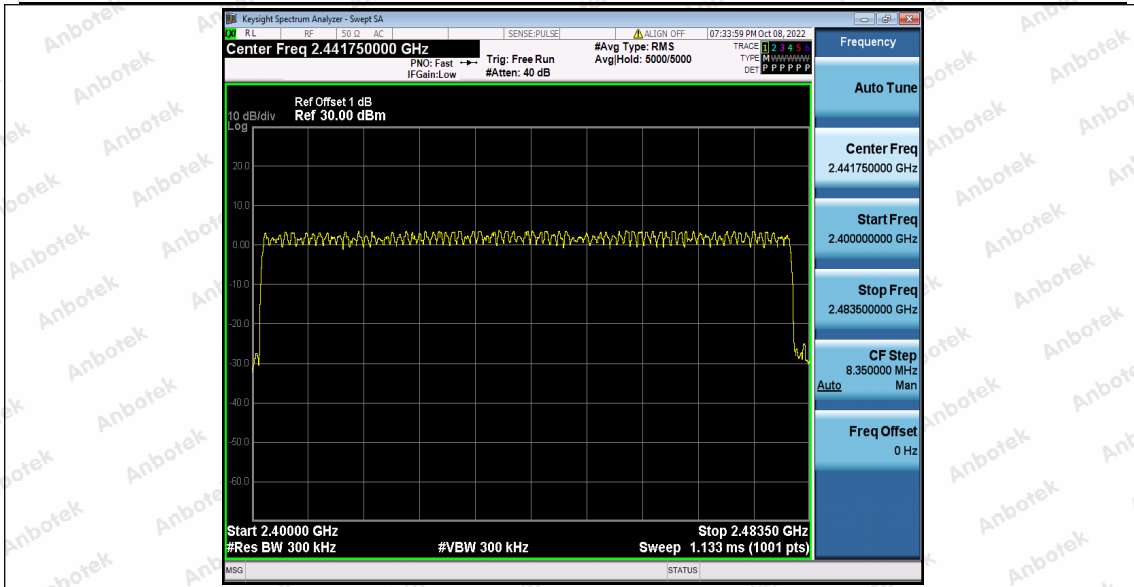 Keysight Spectrum Analyzer - Swept SA
RL RF 50 Ω AC SENSE:PULSE ALIGN OFF 07:33:59 PM Oct 08, 2022
Center Freq 2.441750000 GHz
PNO: Fast
IFGain:Low
Trig: Free Run
#Atten: 40 dB
#Avg Type: RMS
Avg|Hold: 5000/5000
TRACE 1 2 3 4 5 6
TYPE M W W W W W
DET P P P P P P
Ref Offset 1 dB
10 dB/div Ref 30.00 dBm
Log
20.0
10.0
0.00
-10.0
-20.0
-30.0
-40.0
-50.0
-60.0
Start 2.40000 GHz Stop 2.48350 GHz
#Res BW 300 kHz #VBW 300 kHz Sweep 1.133 ms (1001 pts)
MSG STATUS
Frequency
Auto Tune
Center Freq
2.441750000 GHz
Start Freq
2.400000000 GHz
Stop Freq
2.483500000 GHz
CF Step
8.350000 MHz
Auto Man
Freq Offset
0 Hz
Anbotek